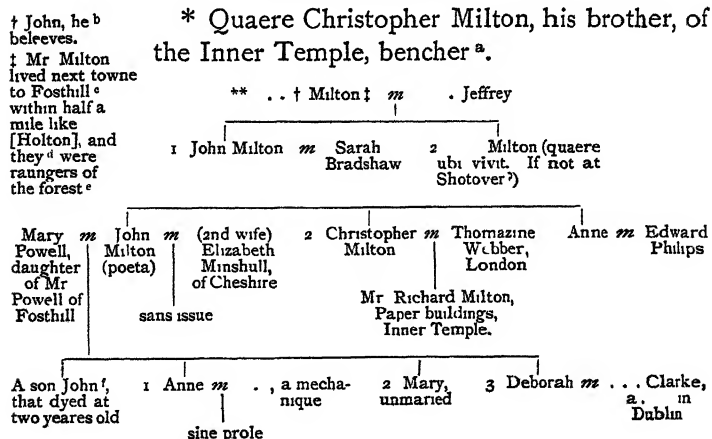 † John, he ᵇ
beleeves.
‡ Mr Milton
lived next towne
to Fosthill ᶜ
within half a
mile like
[Holton], and
they ᵈ were
raungers of
the forest ᵉ
* Quaere Christopher Milton, his brother, of
the Inner Temple, bencher ᵃ.
** . . † Milton ‡ m . Jeffrey
1 John Milton m Sarah Bradshaw 2 Milton (quaere
ubi vivit. If not at
Shotover?)
Mary m John m (2nd wife) 2 Christopher m Thomazine Anne m Edward
Powell, Milton Elizabeth Milton Webber, Philips
daughter (poeta) Minshull, London
of Mr of Cheshire
Powell of
Fosthill
sans issue
Mr Richard Milton,
Paper buildings,
Inner Temple.
A son John ᶠ, 1 Anne m . , a mecha- 2 Mary, 3 Deborah m . . . Clarke,
that dyed at nique unmaried a . in
two yeares old Dublin
sine prole